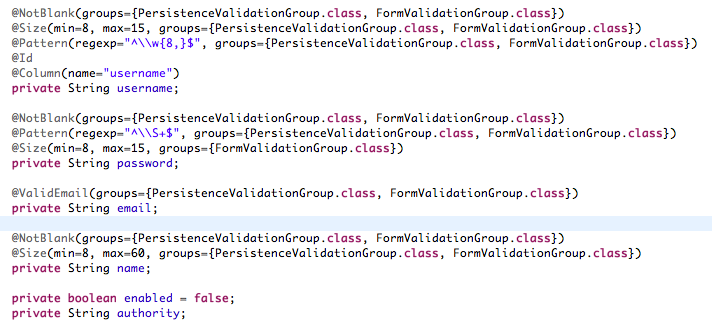 @NotBlank(groups={PersistenceValidationGroup.class, FormValidationGroup.class})
@Size(min=8, max=15, groups={PersistenceValidationGroup.class, FormValidationGroup.class})
@Pattern(regexp="^\\w{8,}$", groups={PersistenceValidationGroup.class, FormValidationGroup.class})
@Id
@Column(name="username")
private String username;
@NotBlank(groups={PersistenceValidationGroup.class, FormValidationGroup.class})
@Pattern(regexp="^\\S+$", groups={PersistenceValidationGroup.class, FormValidationGroup.class})
@Size(min=8, max=15, groups={FormValidationGroup.class})
private String password;
@ValidEmail(groups={PersistenceValidationGroup.class, FormValidationGroup.class})
private String email;
@NotBlank(groups={PersistenceValidationGroup.class, FormValidationGroup.class})
@Size(min=8, max=60, groups={PersistenceValidationGroup.class, FormValidationGroup.class})
private String name;
private boolean enabled = false;
private String authority;